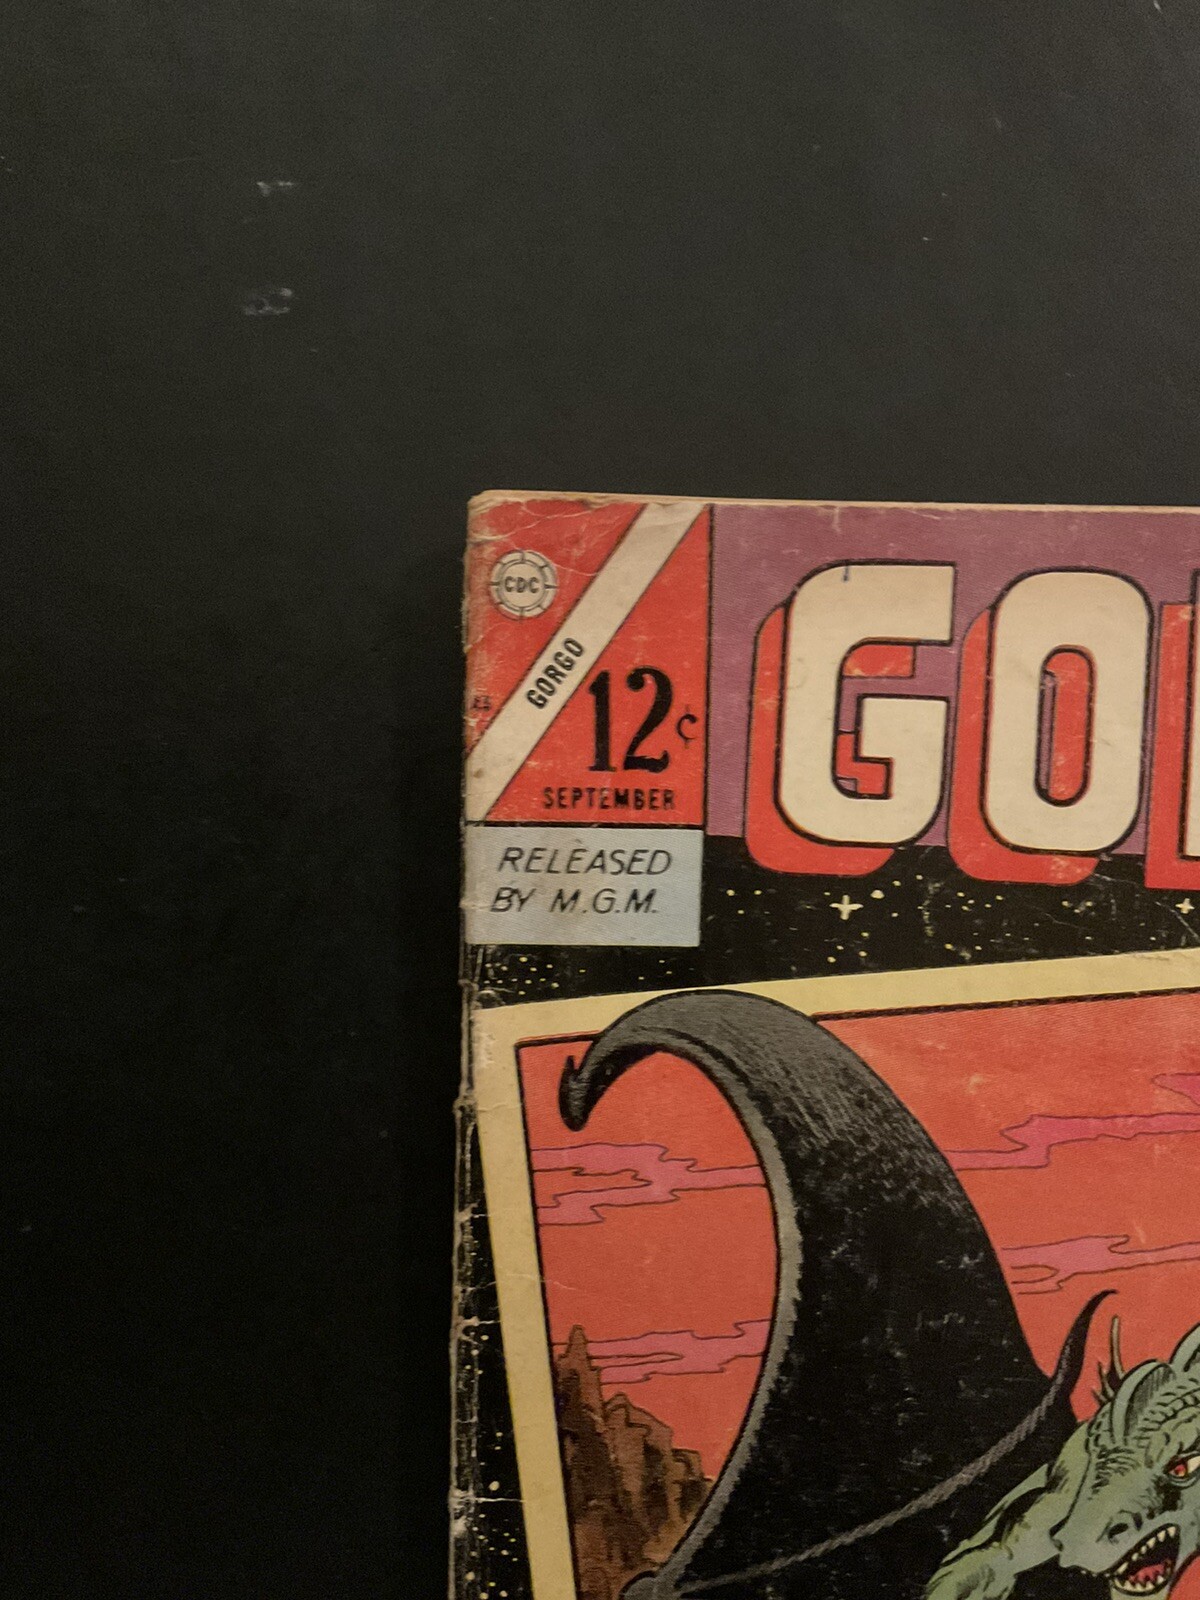 CDC
GORGO
12¢
SEPTEMBER
RELEASED
BY M.G.M.
GO